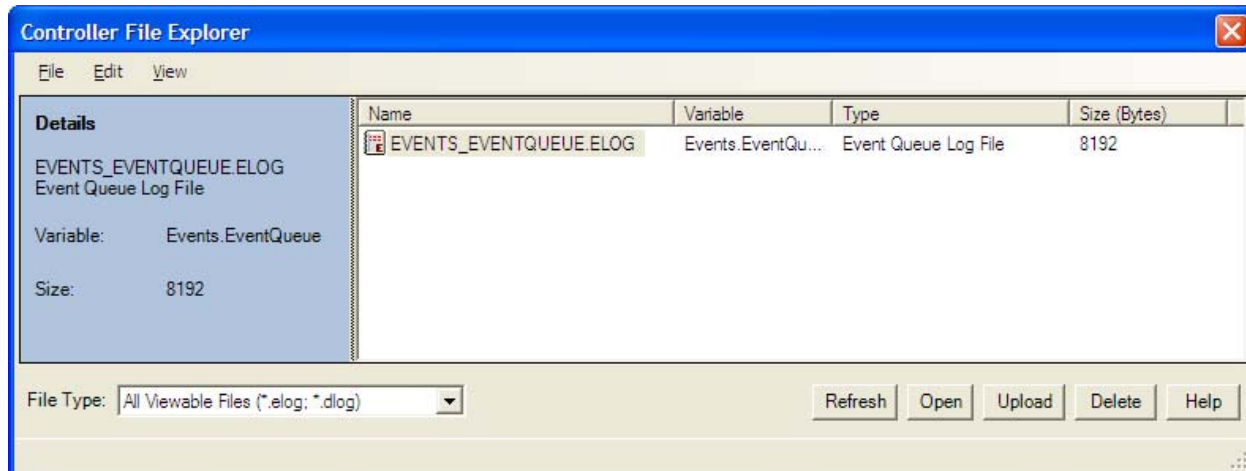 Controller File Explorer
File Edit View
Details
EVENTS_EVENTQUEUE.ELOG
Event Queue Log File
Variable: Events.EventQueue
Size: 8192
Name Variable Type Size (Bytes)
EVENTS_EVENTQUEUE.ELOG Events.EventQu... Event Queue Log File 8192
File Type: All Viewable Files (*.elog; *.dlog)
Refresh Open Upload Delete Help